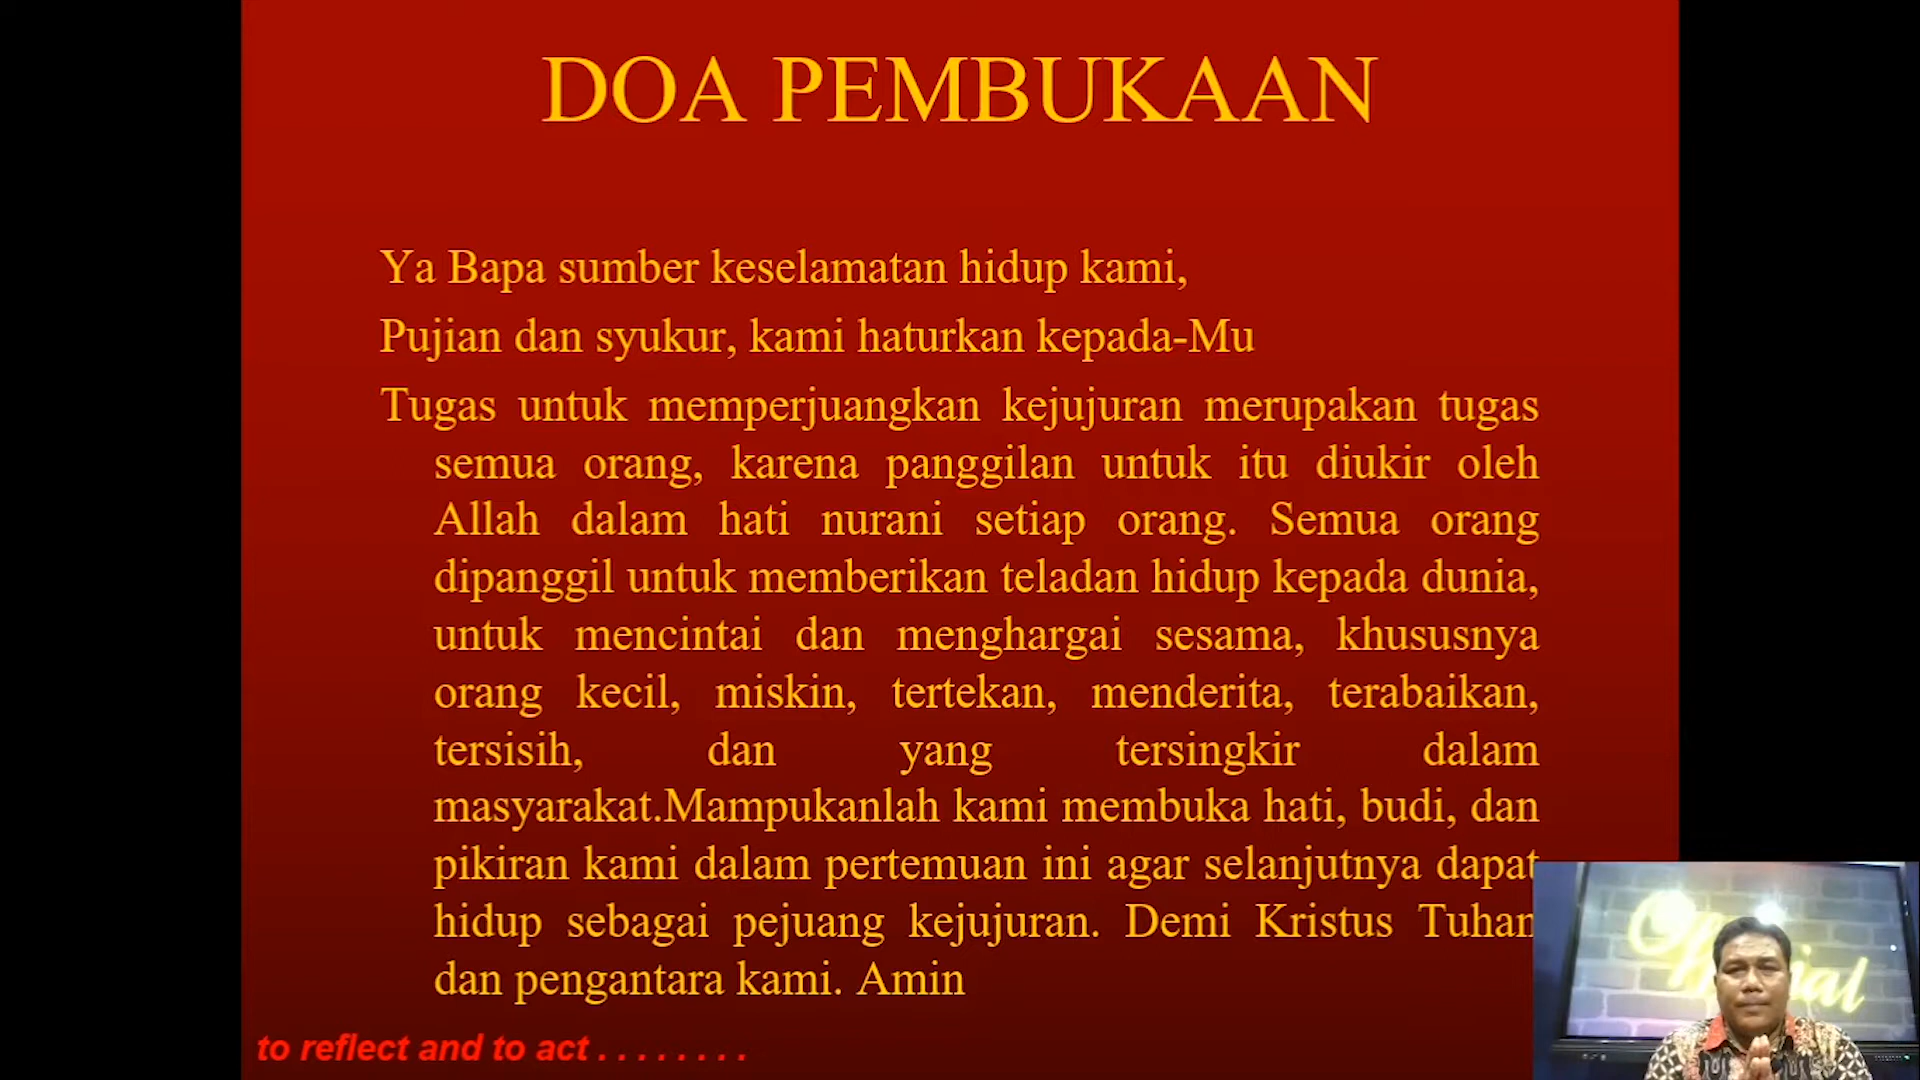 DOA PEMBUKAAN
Ya Bapa sumber keselamatan hidup kami,
Pujian dan syukur, kami haturkan kepada-Mu
Tugas untuk memperjuangkan kejujuran merupakan tugas
semua orang, karena panggilan untuk itu diukir oleh
Allah dalam hati nurani setiap orang. Semua orang
dipanggil untuk memberikan teladan hidup kepada dunia,
untuk mencintai dan menghargai sesama, khususnya
orang kecil, miskin, tertekan, menderita, terabaikan,
tersisih, dan yang tersingkir dalam
masyarakat.Mampukanlah kami membuka hati, budi, dan
pikiran kami dalam pertemuan ini agar selanjutnya dapat
hidup sebagai pejuang kejujuran. Demi Kristus Tuhan
dan pengantara kami. Amin
to reflect and to act . . . . . . . .